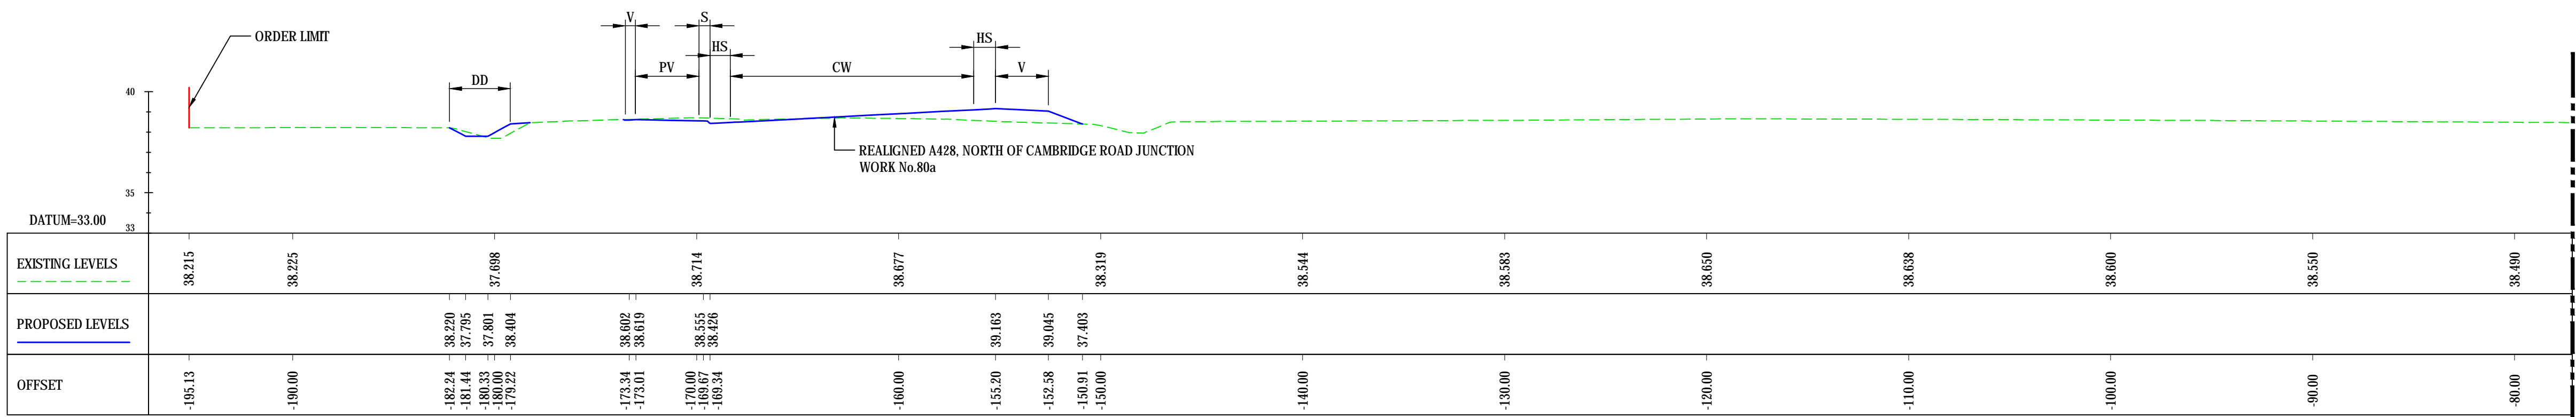 V
S
ORDER LIMIT
HS
HS
PV
CW
V
DD
40
REALIGNED A428, NORTH OF CAMBRIDGE ROAD JUNCTION
WORK No.80a
35
DATUM=33.00
33
EXISTING LEVELS
38.215 38.225 37.698 38.714 38.677 38.319 38.544 38.583 38.650 38.638 38.600 38.550 38.490
PROPOSED LEVELS
38.220 37.795 37.801 38.404 38.602 38.619 38.555 38.426 39.163 39.045 37.403
OFFSET
-195.13 -190.00 -182.24 -181.44 -180.33 -180.00 -179.22 -173.34 -173.01 -170.00 -169.67 -169.34 -160.00 -155.20 -152.58 -150.91 -150.00 -140.00 -130.00 -120.00 -110.00 -100.00 -90.00 -80.00